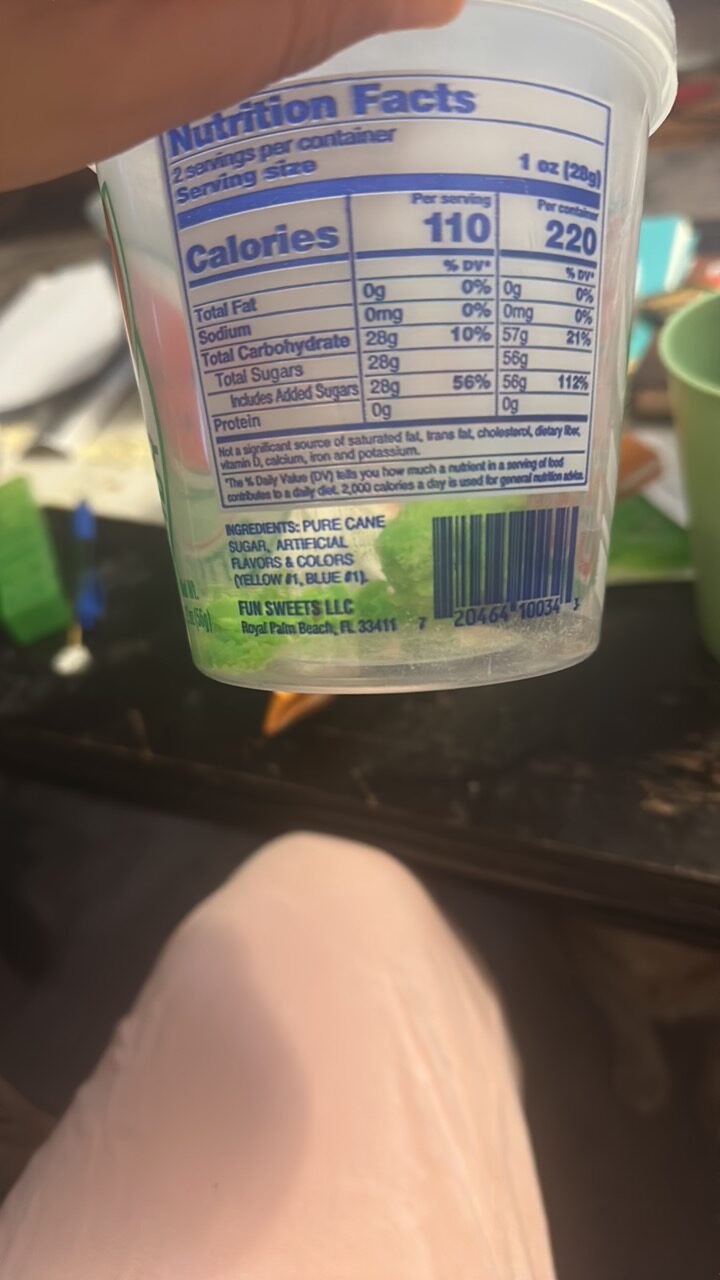 Nutrition Facts
2 servings per container
Serving size 1 oz (28g)
Per serving Per container
Calories 110 220
% DV* % DV*
Total Fat 0g 0% 0g 0%
Sodium 0mg 0% 0mg 0%
Total Carbohydrate 28g 10% 57g 21%
Total Sugars 28g 56g
Includes Added Sugars 28g 56% 56g 112%
Protein 0g 0g
Not a significant source of saturated fat, trans fat, cholesterol, dietary fiber,
vitamin D, calcium, iron and potassium.
*The % Daily Value (DV) tells you how much a nutrient in a serving of food
contributes to a daily diet. 2,000 calories a day is used for general nutrition advice.
INGREDIENTS: PURE CANE
SUGAR, ARTIFICIAL
FLAVORS & COLORS
(YELLOW #1, BLUE #1).
FUN SWEETS LLC
Royal Palm Beach, FL 33411
7 20464 10034 3
(56g)